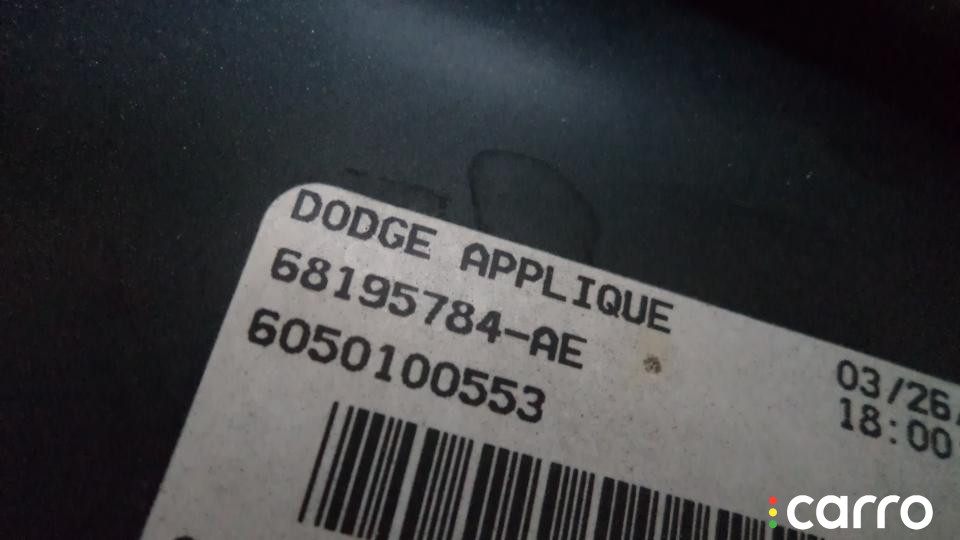 DODGE APPLIQUE
68195784-AE
6050100553
03/26
18:00
carro